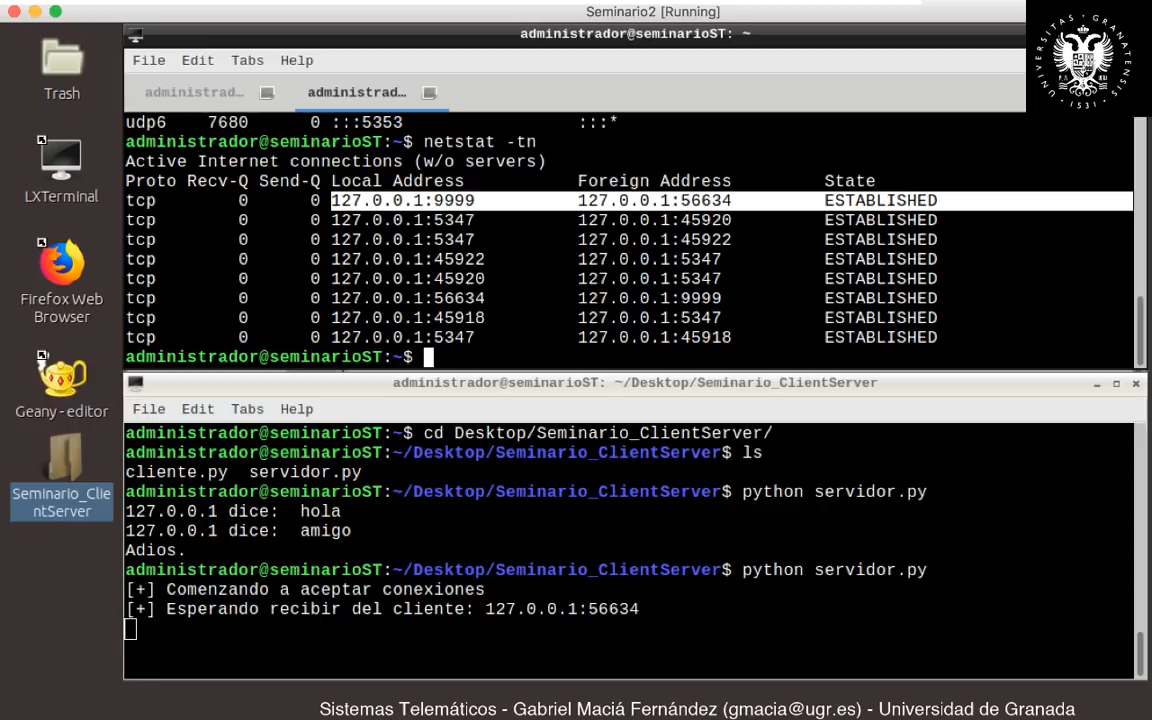 Seminario2 [Running]
administrador@seminarioST: ~
UNIVERSITAS GRANATENSIS
1531
File Edit Tabs Help
administrad... administrad...
udp6 7680 0 :::5353 :::*
administrador@seminarioST:~$ netstat -tn
Active Internet connections (w/o servers)
Proto Recv-Q Send-Q Local Address Foreign Address State
tcp 0 0 127.0.0.1:9999 127.0.0.1:56634 ESTABLISHED
tcp 0 0 127.0.0.1:5347 127.0.0.1:45920 ESTABLISHED
tcp 0 0 127.0.0.1:5347 127.0.0.1:45922 ESTABLISHED
tcp 0 0 127.0.0.1:45922 127.0.0.1:5347 ESTABLISHED
tcp 0 0 127.0.0.1:45920 127.0.0.1:5347 ESTABLISHED
tcp 0 0 127.0.0.1:56634 127.0.0.1:9999 ESTABLISHED
tcp 0 0 127.0.0.1:45918 127.0.0.1:5347 ESTABLISHED
tcp 0 0 127.0.0.1:5347 127.0.0.1:45918 ESTABLISHED
administrador@seminarioST:~$
administrador@seminarioST: ~/Desktop/Seminario_ClientServer
File Edit Tabs Help
administrador@seminarioST:~$ cd Desktop/Seminario_ClientServer/
administrador@seminarioST:~/Desktop/Seminario_ClientServer$ ls
cliente.py servidor.py
administrador@seminarioST:~/Desktop/Seminario_ClientServer$ python servidor.py
127.0.0.1 dice: hola
127.0.0.1 dice: amigo
Adios.
administrador@seminarioST:~/Desktop/Seminario_ClientServer$ python servidor.py
[+] Comenzando a aceptar conexiones
[+] Esperando recibir del cliente: 127.0.0.1:56634
Trash
LXTerminal
Firefox Web
Browser
Geany - editor
Seminario_Clie
ntServer
Sistemas Telemáticos - Gabriel Maciá Fernández (gmacia@ugr.es) - Universidad de Granada